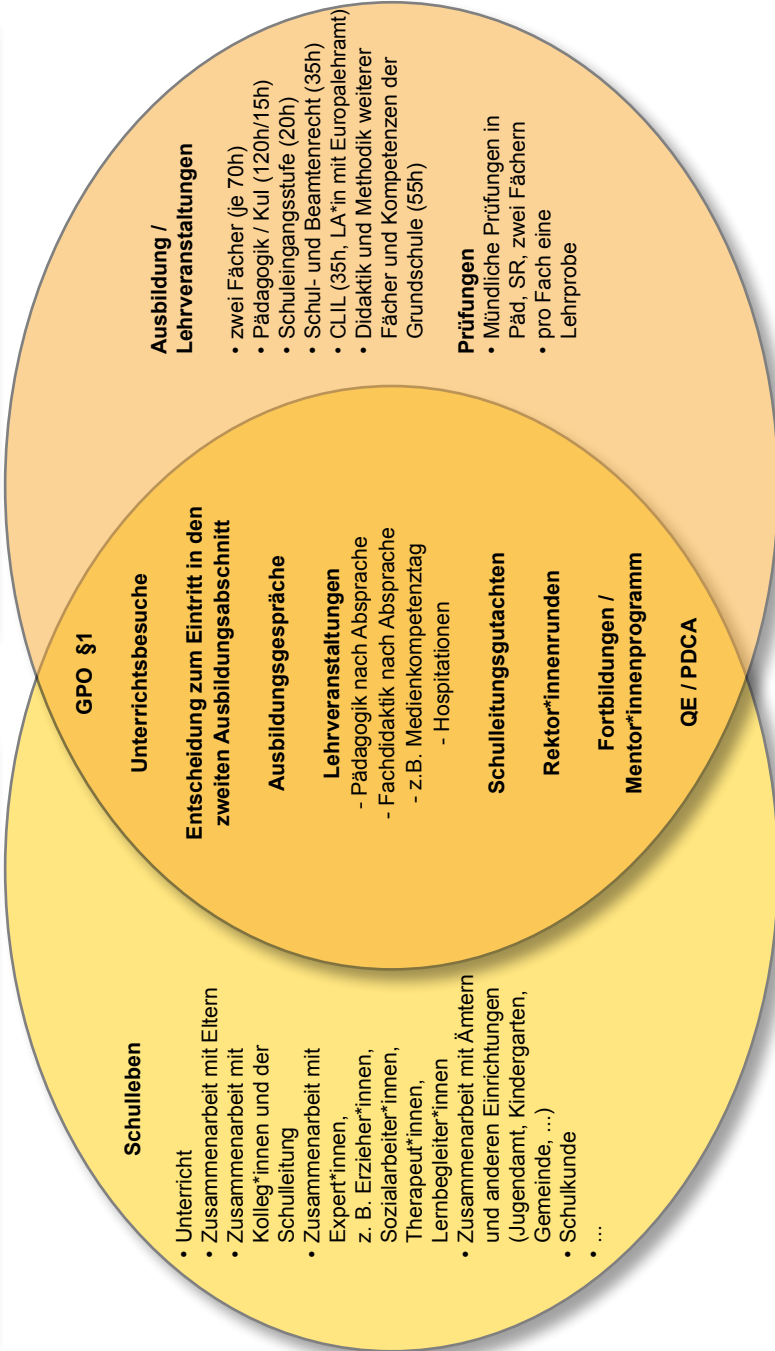 Schulleben
• Unterricht
• Zusammenarbeit mit Eltern
• Zusammenarbeit mit
Kolleg*innen und der
Schulleitung
• Zusammenarbeit mit
Expert*innen,
z. B. Erzieher*innen,
Sozialarbeiter*innen,
Therapeut*innen,
Lernbegleiter*innen
• Zusammenarbeit mit Ämtern
und anderen Einrichtungen
(Jugendamt, Kindergarten,
Gemeinde, ...)
• Schulkunde
• ...
GPO §1
Unterrichtsbesuche
Entscheidung zum Eintritt in den
zweiten Ausbildungsabschnitt
Ausbildungsgespräche
Lehrveranstaltungen
- Pädagogik nach Absprache
- Fachdidaktik nach Absprache
- z.B. Medienkompetenztag
- Hospitationen
Schulleitungsgutachten
Rektor*innenrunden
Fortbildungen /
Mentor*innenprogramm
QE / PDCA
Ausbildung /
Lehrveranstaltungen
• zwei Fächer (je 70h)
• Pädagogik / KuI (120h/15h)
• Schuleingangsstufe (20h)
• Schul- und Beamtenrecht (35h)
• CLIL (35h, LA*in mit Europalehramt)
• Didaktik und Methodik weiterer
Fächer und Kompetenzen der
Grundschule (55h)
Prüfungen
• Mündliche Prüfungen in
Päd, SR, zwei Fächern
• pro Fach eine
Lehrprobe